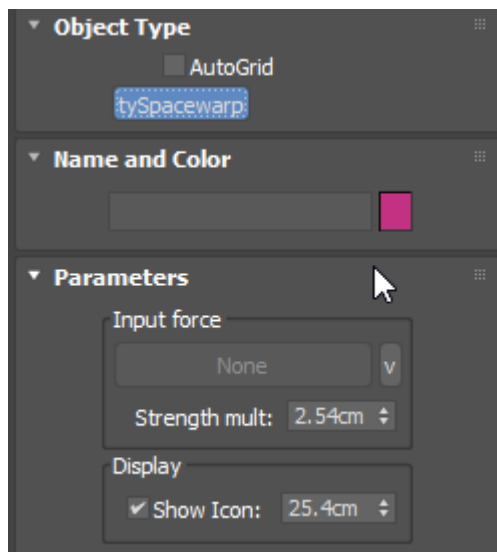 Object Type
AutoGrid
tySpacewarp
Name and Color
Parameters
Input force
None
v
Strength mult: 2.54cm
Display
Show Icon: 25.4cm